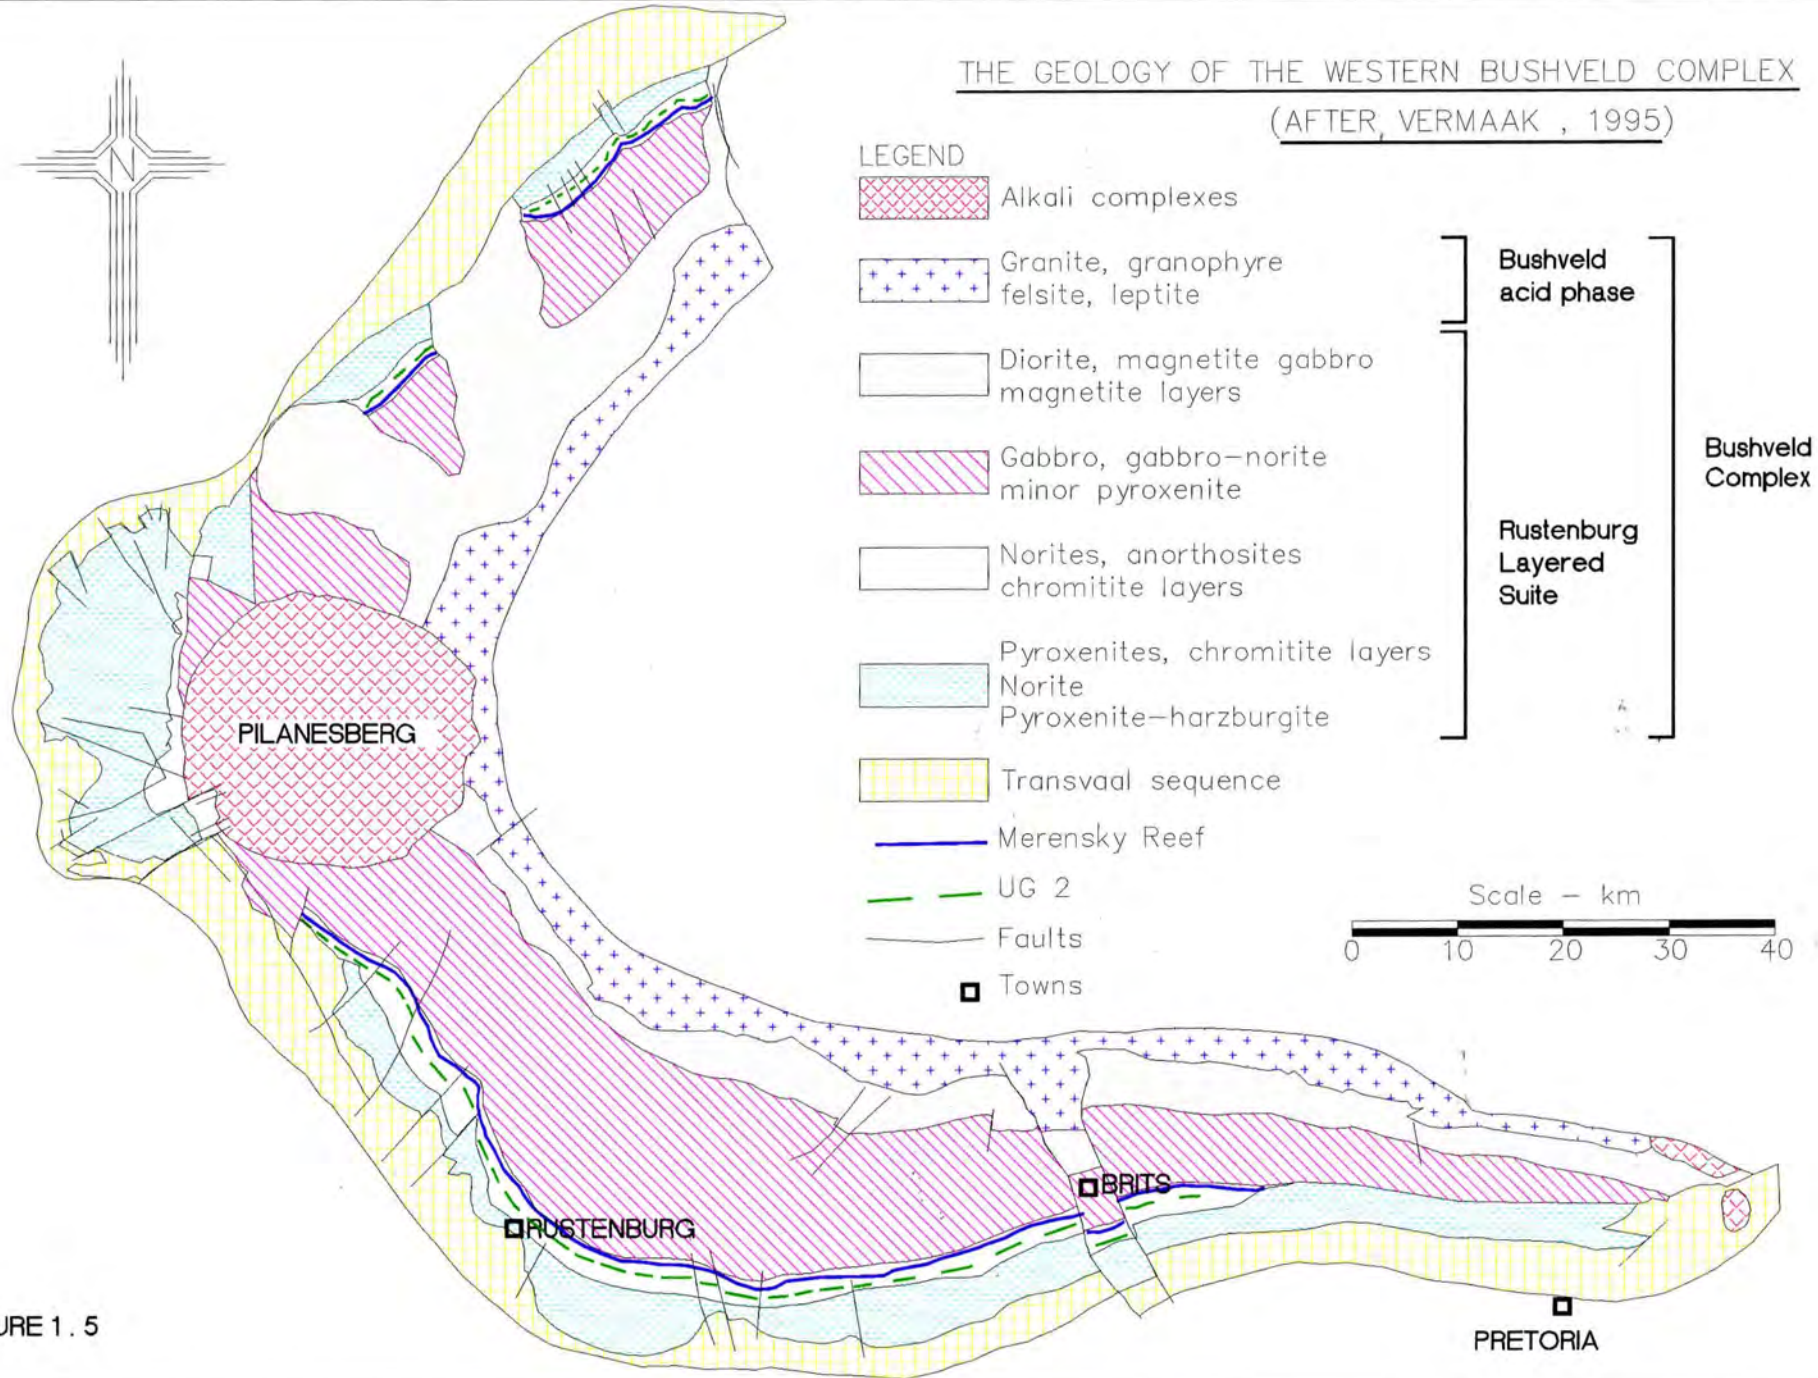 THE GEOLOGY OF THE WESTERN BUSHVELD COMPLEX
(AFTER, VERMAAK , 1995)
N
LEGEND
Alkali complexes
Granite, granophyre
felsite, leptite
Bushveld
acid phase
Diorite, magnetite gabbro
magnetite layers
Gabbro, gabbro-norite
minor pyroxenite
Norites, anorthosites
chromitite layers
Pyroxenites, chromitite layers
Norite
Pyroxenite-harzburgite
Rustenburg
Layered
Suite
Bushveld
Complex
Transvaal sequence
Merensky Reef
UG 2
Faults
Towns
Scale - km
0 10 20 30 40
PILANESBERG
BRITS
RUSTENBURG
PRETORIA
URE 1 . 5